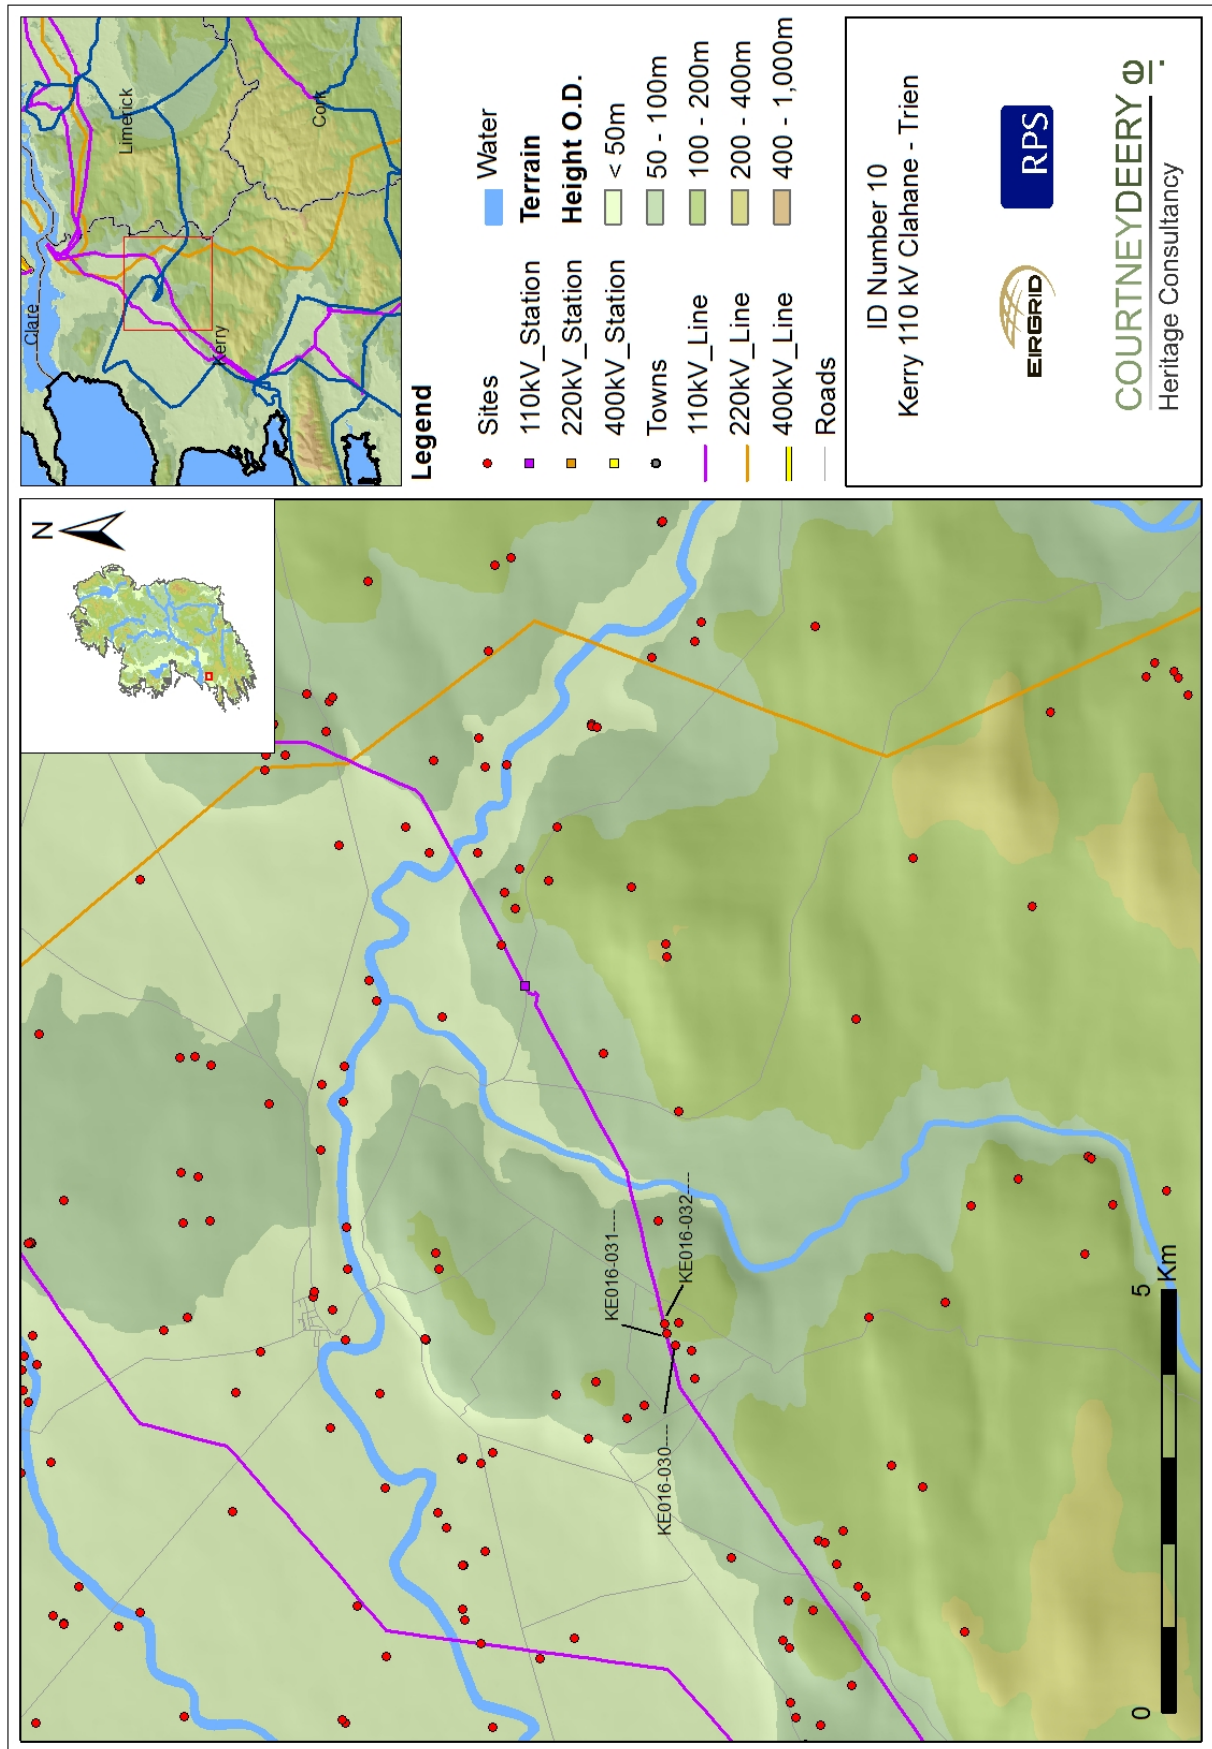 N
KE016-031----
KE016-032----
KE016-030----
0
5
Km
Clare
Limerick
Kerry
Cork
Legend
Sites
110kV_Station
220kV_Station
400kV_Station
Towns
110kV_Line
220kV_Line
400kV_Line
Roads
Water
Terrain
Height O.D.
< 50m
50 - 100m
100 - 200m
200 - 400m
400 - 1,000m
ID Number 10
Kerry 110 kV Clahane - Trien
EIRGRID
RPS
COURTNEYDEERY
Heritage Consultancy